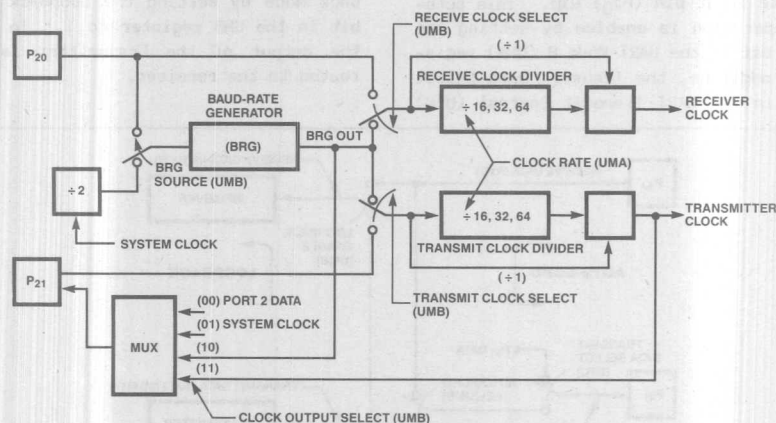 RECEIVE CLOCK SELECT
(UMB)
(÷1)
P20
RECEIVE CLOCK DIVIDER
BAUD-RATE
GENERATOR
(BRG)
BRG OUT
÷ 16, 32, 64
RECEIVER
CLOCK
BRG
SOURCE (UMB)
CLOCK RATE (UMA)
÷2
÷ 16, 32, 64
TRANSMITTER
CLOCK
SYSTEM CLOCK
TRANSMIT CLOCK DIVIDER
P21
(÷1)
(00) PORT 2 DATA
TRANSMIT CLOCK SELECT
(UMB)
(01) SYSTEM CLOCK
MUX
(10)
(11)
CLOCK OUTPUT SELECT (UMB)